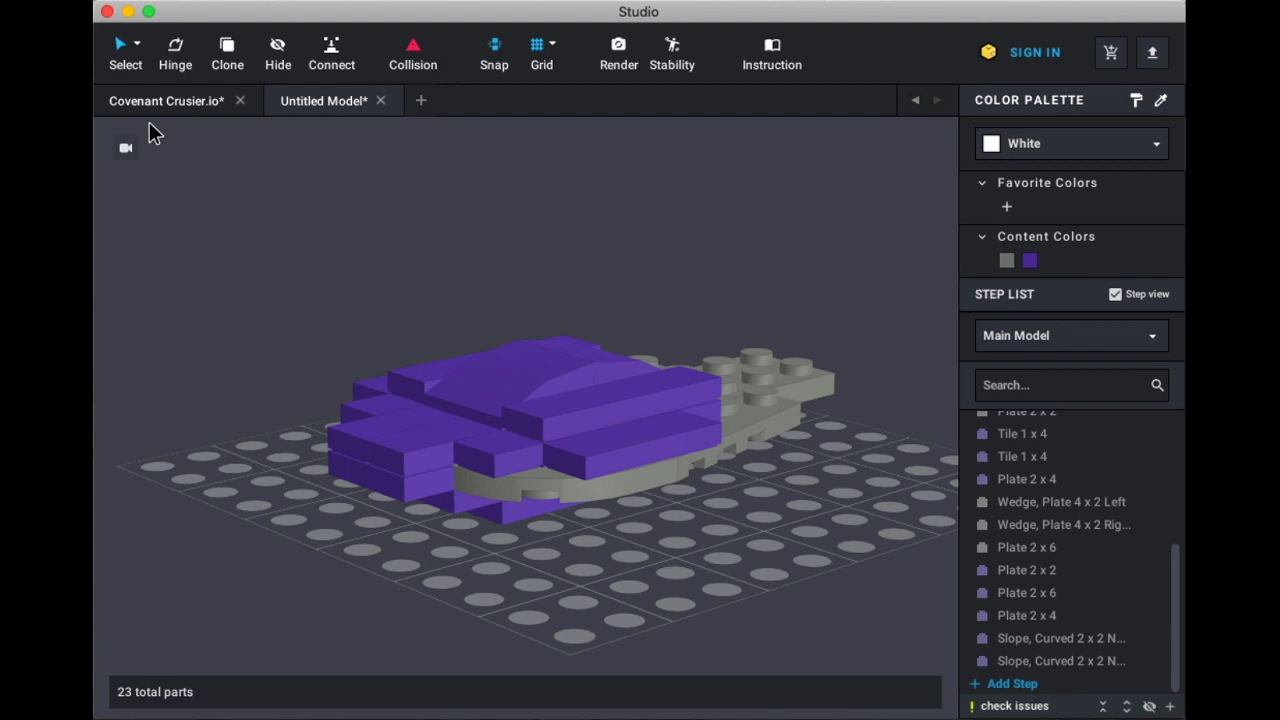 Studio
Select Hinge Clone Hide Connect Collision Snap Grid Render Stability Instruction SIGN IN
Covenant Crusier.io* Untitled Model* COLOR PALETTE
White
Favorite Colors
Content Colors
STEP LIST Step view
Main Model
Search...
Plate 2 x 2
Tile 1 x 4
Tile 1 x 4
Plate 2 x 4
Wedge, Plate 4 x 2 Left
Wedge, Plate 4 x 2 Rig...
Plate 2 x 6
Plate 2 x 2
Plate 2 x 6
Plate 2 x 4
Slope, Curved 2 x 2 N...
Slope, Curved 2 x 2 N...
+ Add Step
23 total parts
! check issues